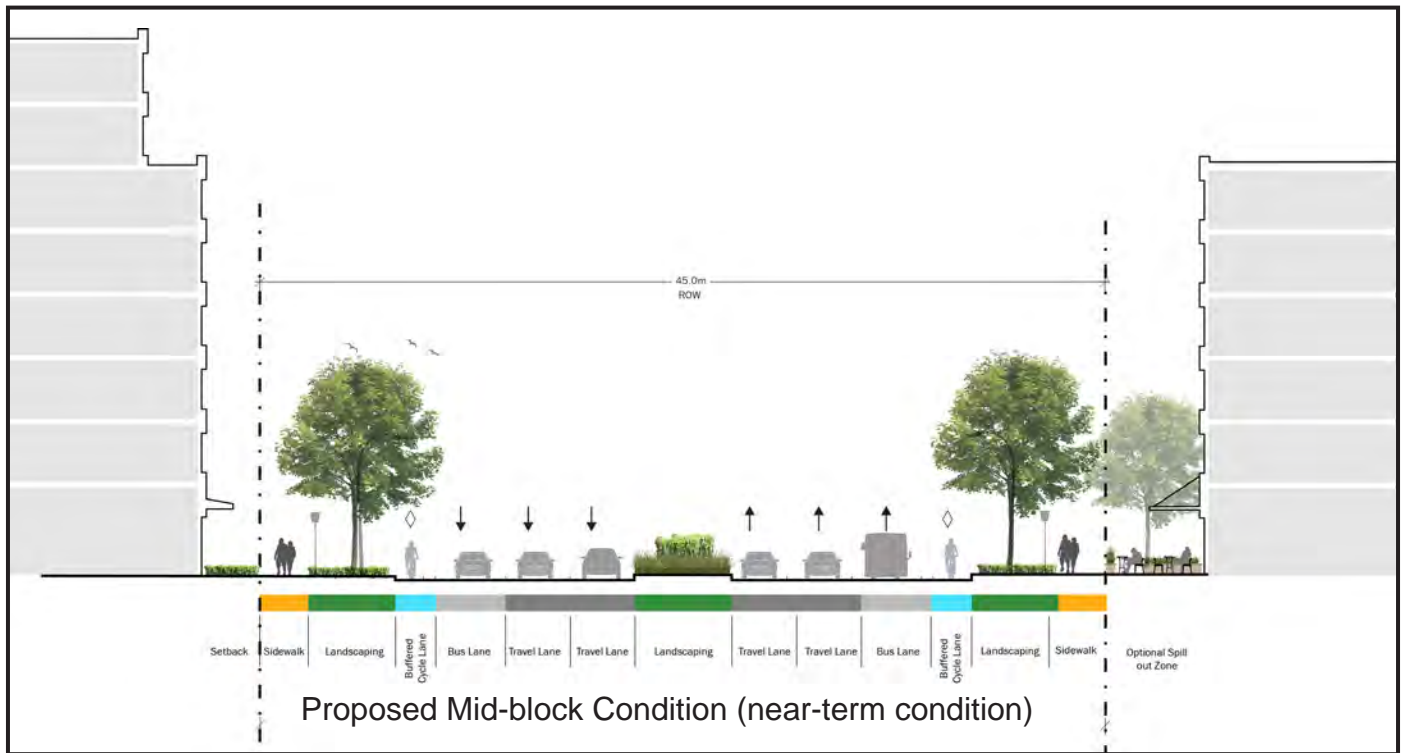 45.0m
ROW
Setback
Sidewalk
Landscaping
Buffered
Cycle Lane
Bus Lane
Travel Lane
Travel Lane
Landscaping
Travel Lane
Travel Lane
Bus Lane
Buffered
Cycle Lane
Landscaping
Sidewalk
Optional Spill
out Zone
Proposed Mid-block Condition (near-term condition)